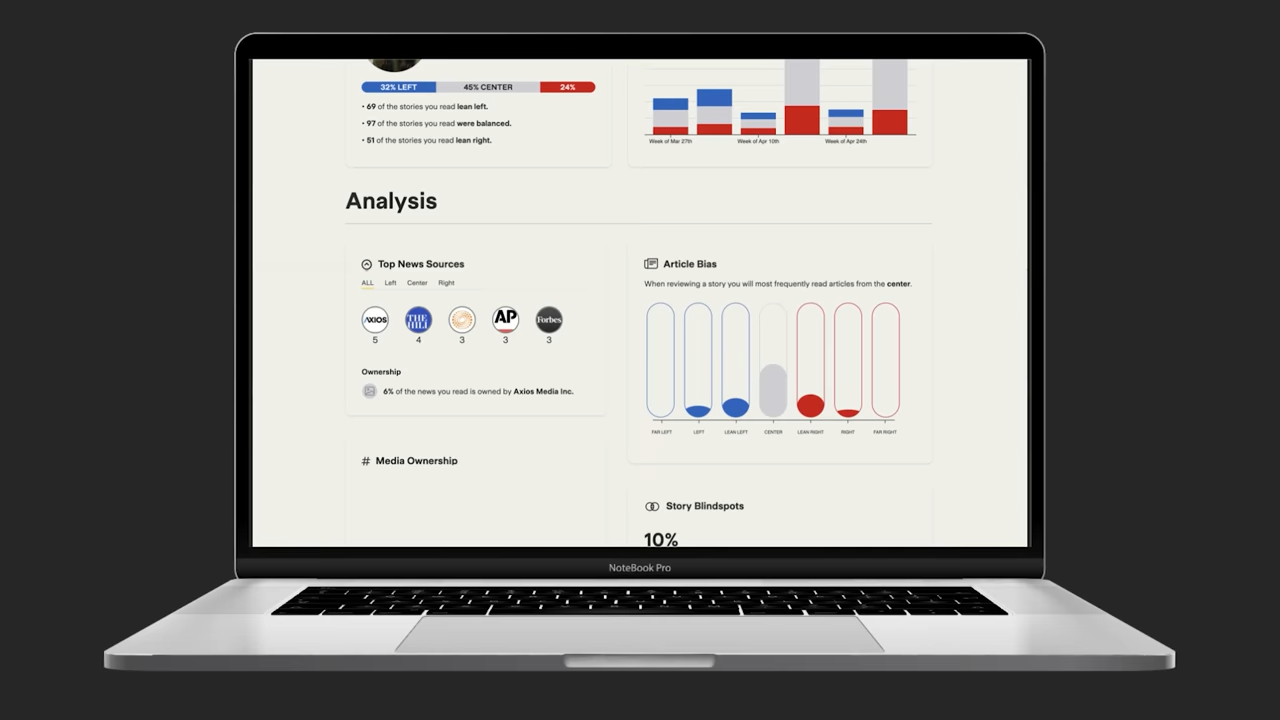 32% LEFT 45% CENTER 24%
• 69 of the stories you read lean left.
• 97 of the stories you read were balanced.
• 51 of the stories you read lean right.
Week of Mar 27th Week of Apr 10th Week of Apr 24th
Analysis
Top News Sources
ALL Left Center Right
AXIOS THE HILL AP Forbes
5 4 3 3 3
Ownership
6% of the news you read is owned by Axios Media Inc.
# Media Ownership
Article Bias
When reviewing a story you will most frequently read articles from the center.
FAR LEFT LEFT LEAN LEFT CENTER LEAN RIGHT RIGHT FAR RIGHT
Story Blindspots
10%
NoteBook Pro